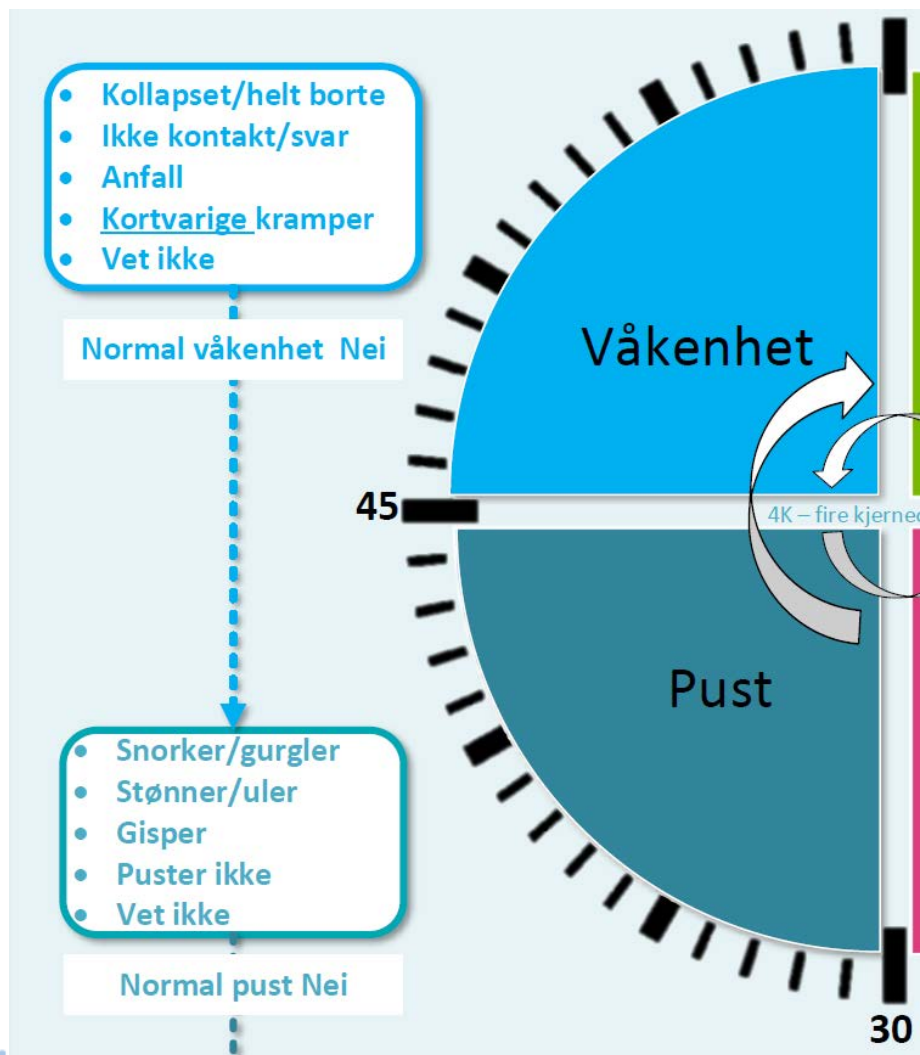 • Kollapset/helt borte
• Ikke kontakt/svar
• Anfall
• Kortvarige kramper
• Vet ikke
Normal våkenhet Nei
Våkenhet
45
4K – fire kjerned
Pust
• Snorker/gurgler
• Stønner/uler
• Gisper
• Puster ikke
• Vet ikke
Normal pust Nei
30